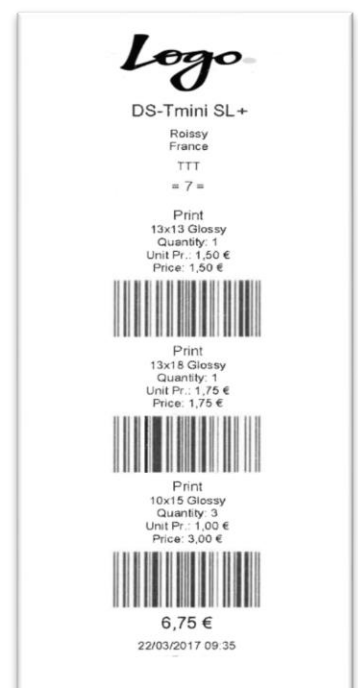 Logo
DS-Tmini SL+
Roissy
France
TTT
= 7 =
Print
13x13 Glossy
Quantity: 1
Unit Pr.: 1,50 €
Price: 1,50 €
Print
13x18 Glossy
Quantity: 1
Unit Pr.: 1,75 €
Price: 1,75 €
Print
10x15 Glossy
Quantity: 3
Unit Pr.: 1,00 €
Price: 3,00 €
6,75 €
22/03/2017 09:35